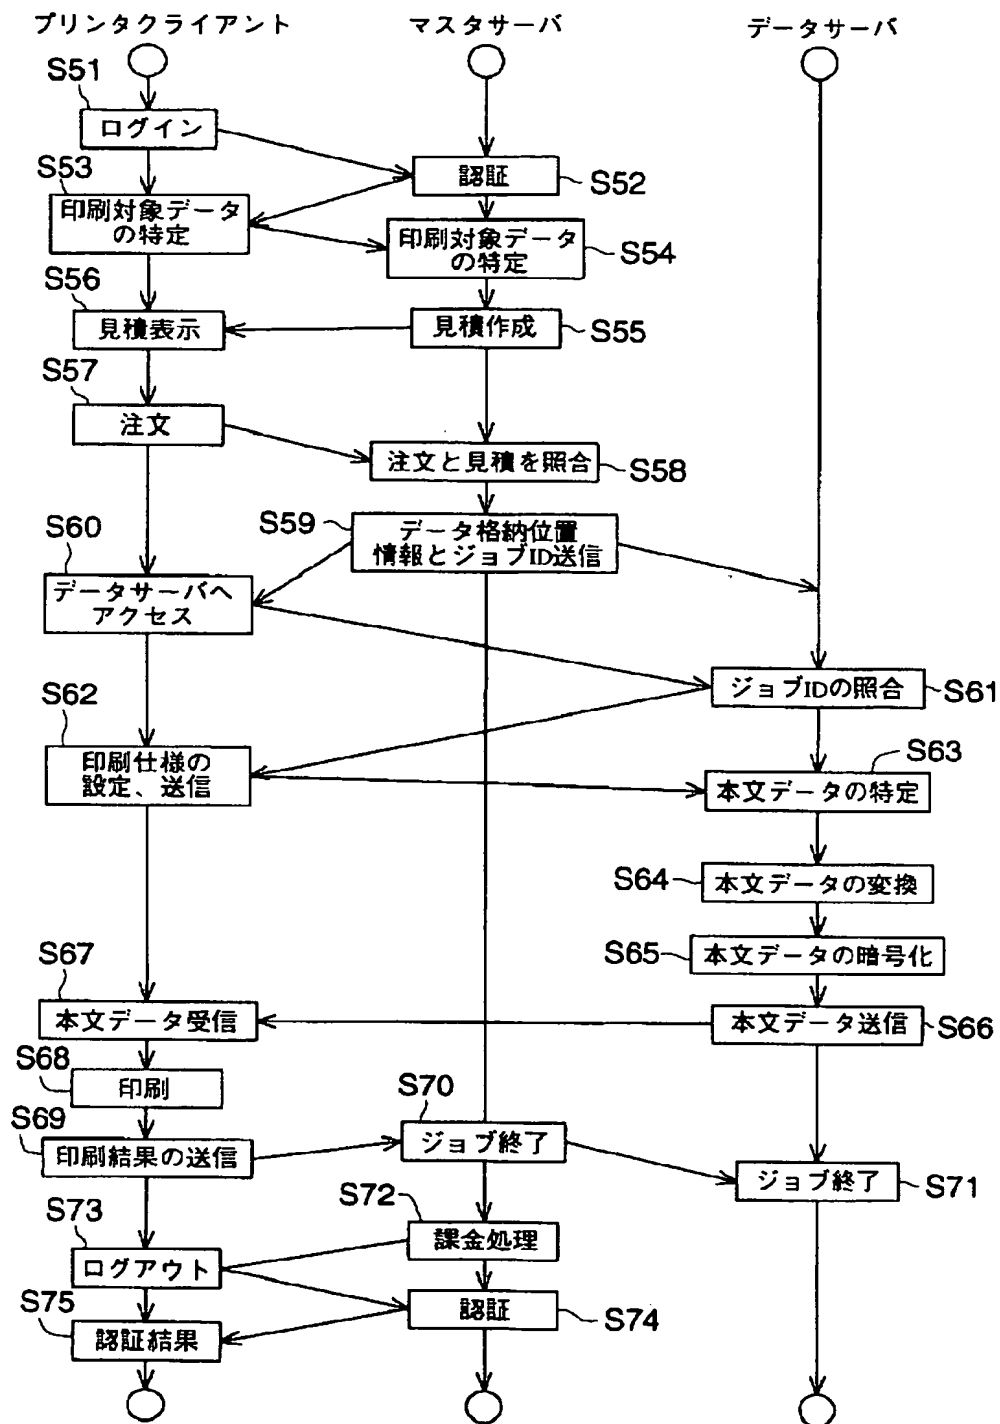 プリンタクライアント
マスタサーバ
データサーバ
S51
ログイン
認証
S52
S53
印刷対象データ
の特定
印刷対象データ
の特定
S54
S56
見積表示
見積作成
S55
S57
注文
注文と見積を照合
S58
S59
データ格納位置
情報とジョブID送信
S60
データサーバへ
アクセス
ジョブIDの照合
S61
S62
印刷仕様の
設定、送信
S63
本文データの特定
S64
本文データの変換
S65
本文データの暗号化
S67
本文データ受信
本文データ送信
S66
S68
印刷
S69
印刷結果の送信
S70
ジョブ終了
ジョブ終了
S71
S72
課金処理
S73
ログアウト
認証
S74
S75
認証結果